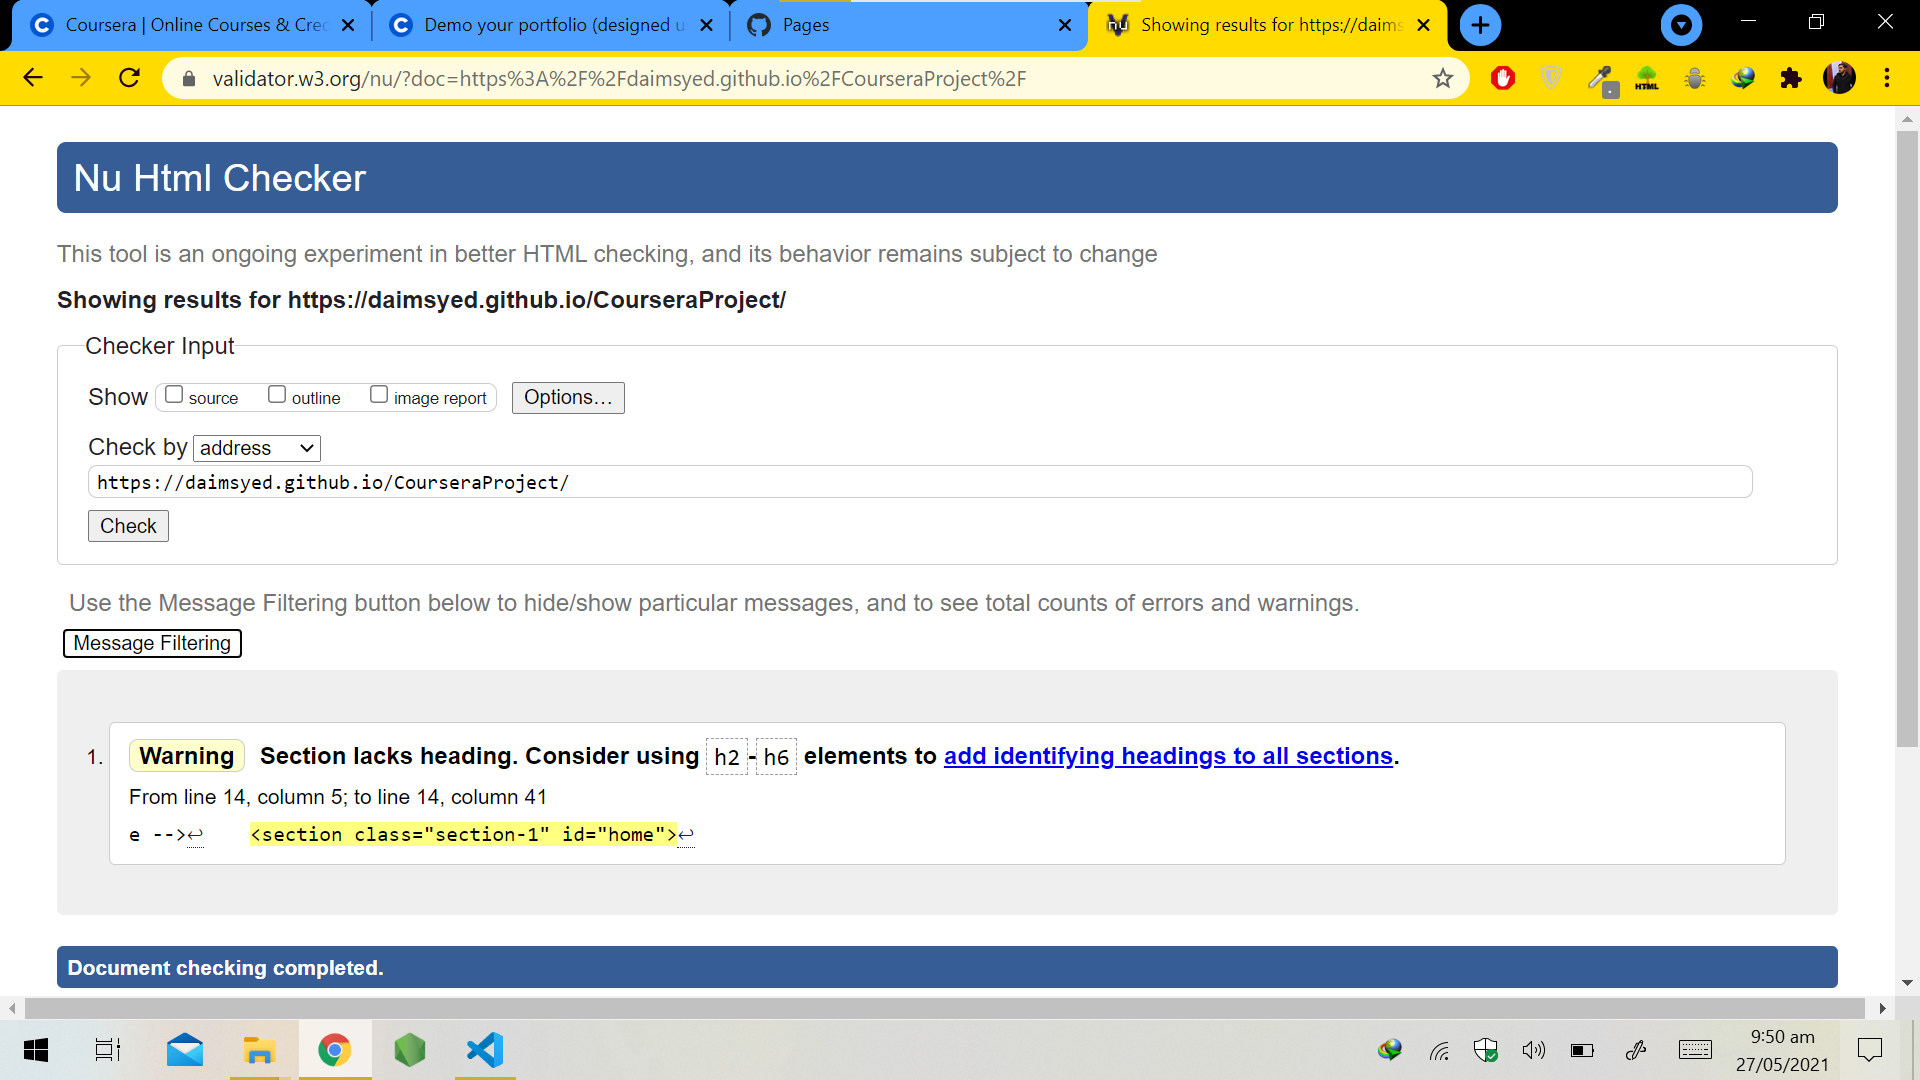 Coursera | Online Courses & Cred
Demo your portfolio (designed u
Pages
Showing results for https://daims
validator.w3.org/nu/?doc=https%3A%2F%2Fdaimsyed.github.io%2FCourseraProject%2F
HTML
Nu Html Checker
This tool is an ongoing experiment in better HTML checking, and its behavior remains subject to change
Showing results for https://daimsyed.github.io/CourseraProject/
Checker Input
Show source outline image report Options...
Check by address
https://daimsyed.github.io/CourseraProject/
Check
Use the Message Filtering button below to hide/show particular messages, and to see total counts of errors and warnings.
Message Filtering
1. Warning Section lacks heading. Consider using h2-h6 elements to add identifying headings to all sections.
From line 14, column 5; to line 14, column 41
e -->↩ <section class="section-1" id="home">↩
Document checking completed.
9:50 am
27/05/2021